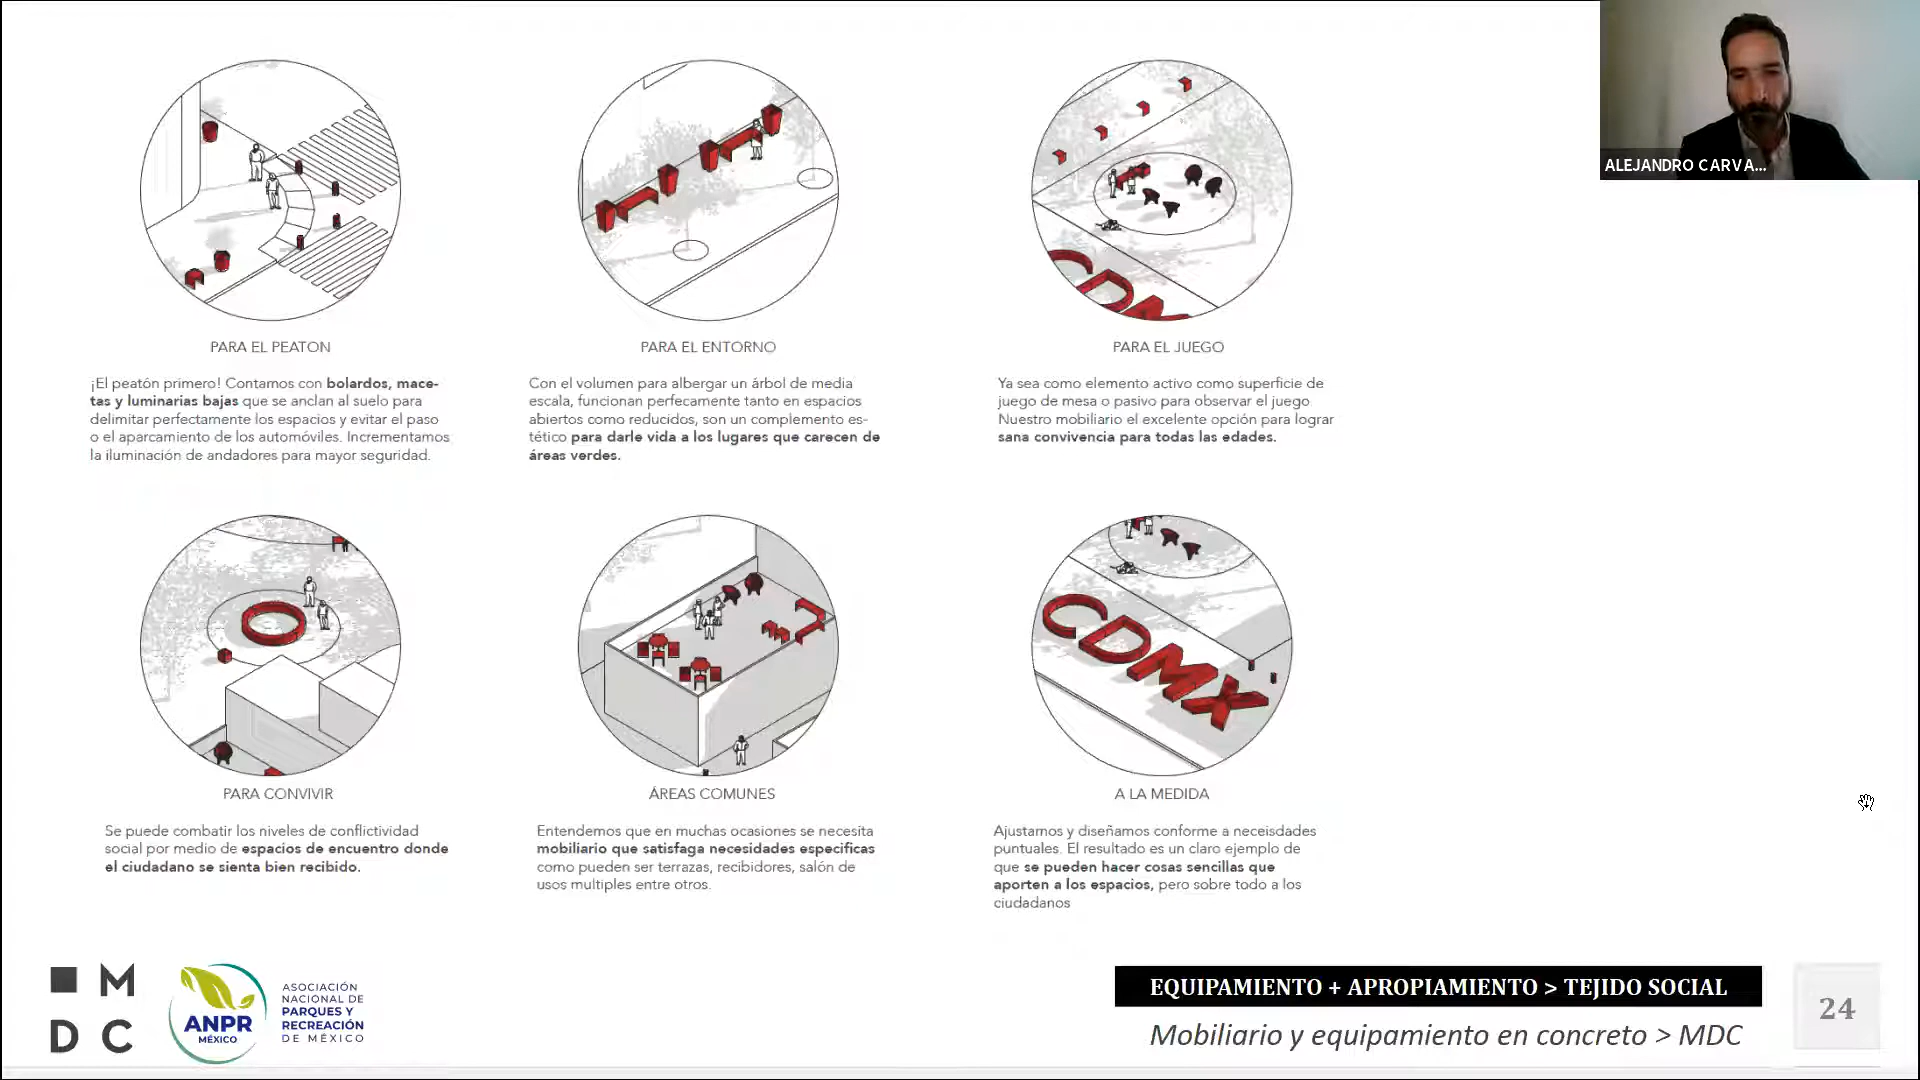 ALEJANDRO CARVA...
PARA EL PEATON
¡El peatón primero! Contamos con bolardos, mace-
tas y luminarias bajas que se anclan al suelo para
delimitar perfectamente los espacios y evitar el paso
o el aparcamiento de los automóviles. Incrementamos
la iluminación de andadores para mayor seguridad.
PARA EL ENTORNO
Con el volumen para albergar un árbol de media
escala, funcionan perfecamente tanto en espacios
abiertos como reducidos, son un complemento es-
tético para darle vida a los lugares que carecen de
áreas verdes.
PARA EL JUEGO
Ya sea como elemento activo como superficie de
juego de mesa o pasivo para observar el juego.
Nuestro mobiliario el excelente opción para lograr
sana convivencia para todas las edades.
CDM
PARA CONVIVIR
Se puede combatir los niveles de conflictividad
social por medio de espacios de encuentro donde
el ciudadano se sienta bien recibido.
ÁREAS COMUNES
Entendemos que en muchas ocasiones se necesita
mobiliario que satisfaga necesidades especificas
como pueden ser terrazas, recibidores, salón de
usos multiples entre otros.
CDMX
A LA MEDIDA
Ajustamos y diseñamos conforme a neceisdades
puntuales. El resultado es un claro ejemplo de
que se pueden hacer cosas sencillas que
aporten a los espacios, pero sobre todo a los
ciudadanos
M
DC
ANPR
MÉXICO
ASOCIACIÓN
NACIONAL DE
PARQUES Y
RECREACIÓN
DE MÉXICO
EQUIPAMIENTO + APROPIAMIENTO > TEJIDO SOCIAL
Mobiliario y equipamiento en concreto > MDC
24